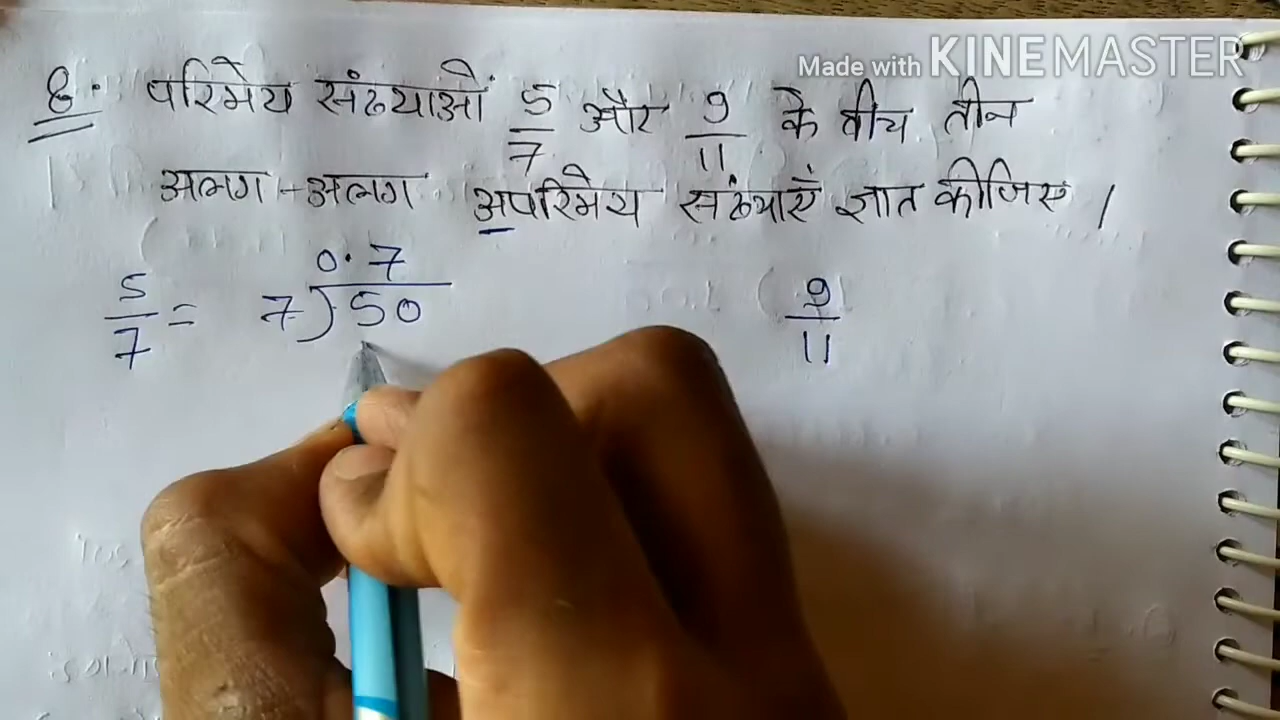 Made with KINEMASTER
8. परिमेय संख्याओं 5/7 और 9/11 के बीच तीन
अलग-अलग अपरिमेय संख्याएँ ज्ञात कीजिए।
0.7
5/7 = 7)50
9/11